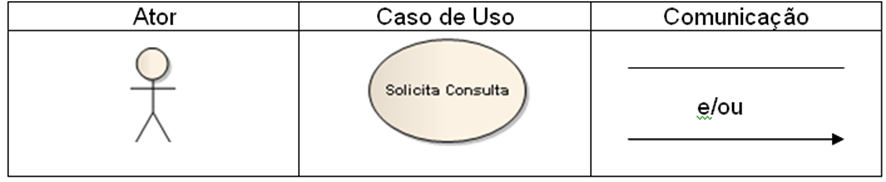 Ator
Caso de Uso
Comunicação
Solicita Consulta
e/ou